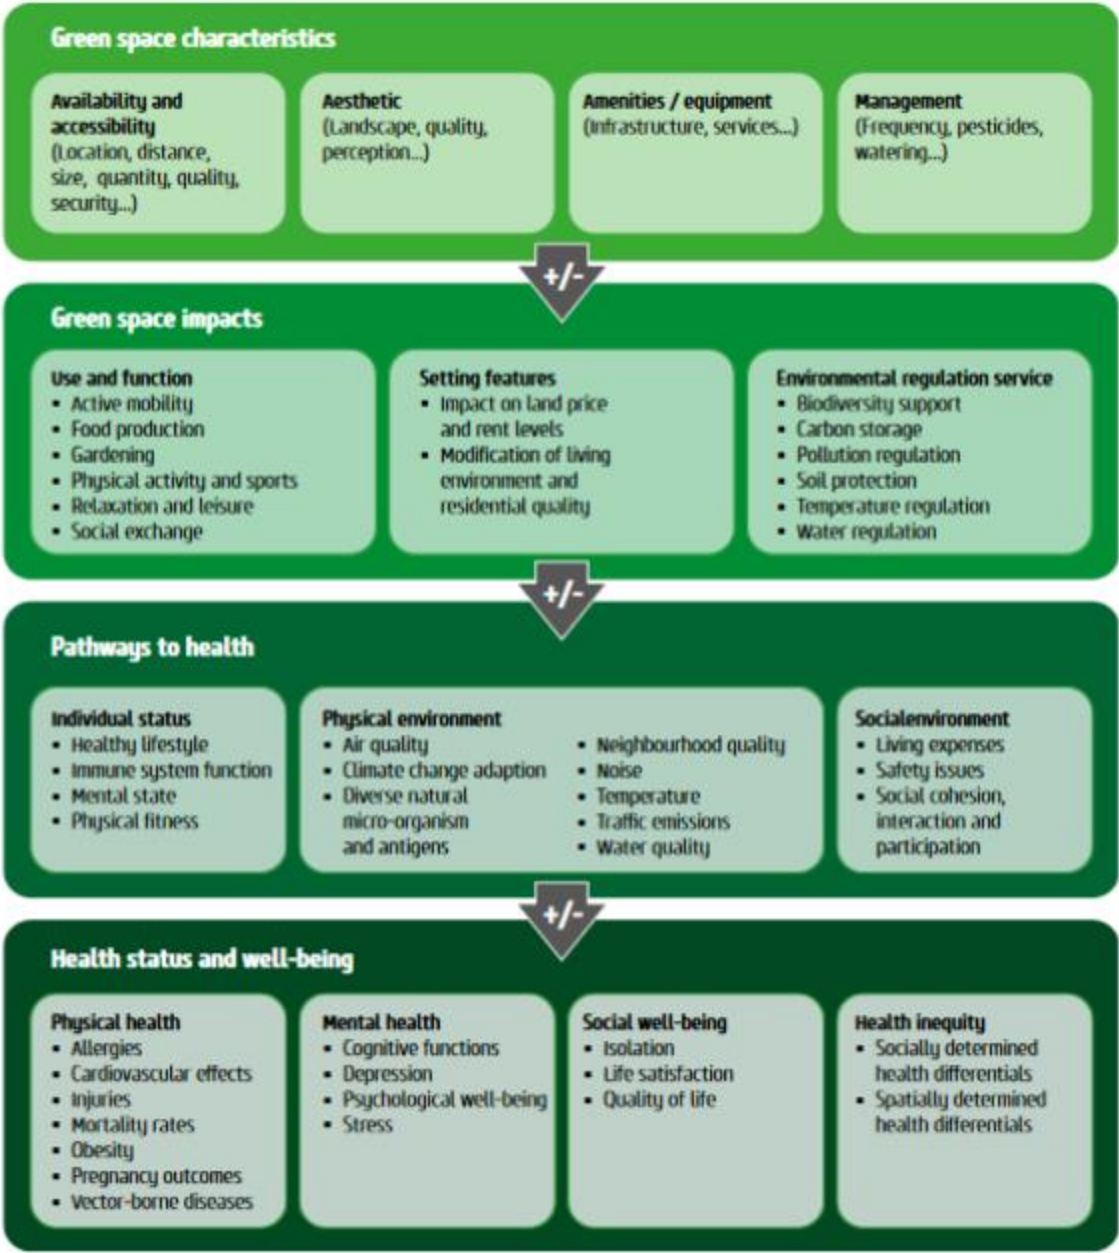 Green space characteristics
Availability and
accessibility
(Location, distance,
size, quantity, quality,
security...)
Aesthetic
(Landscape, quality,
perception...)
Amenities / equipment
(Infrastructure, services...)
Management
(Frequency, pesticides,
watering...)
+/-
Green space impacts
Use and function
▪ Active mobility
▪ Food production
▪ Gardening
▪ Physical activity and sports
▪ Relaxation and leisure
▪ Social exchange
Setting features
▪ Impact on land price
and rent levels
▪ Modification of living
environment and
residential quality
Environmental regulation service
▪ Biodiversity support
▪ Carbon storage
▪ Pollution regulation
▪ Soil protection
▪ Temperature regulation
▪ Water regulation
+/-
Pathways to health
Individual status
▪ Healthy lifestyle
▪ Immune system function
▪ Mental state
▪ Physical fitness
Physical environment
▪ Air quality
▪ Climate change adaption
▪ Diverse natural
micro-organism
and antigens
▪ Neighbourhood quality
▪ Noise
▪ Temperature
▪ Traffic emissions
▪ Water quality
Socialenvironment
▪ Living expenses
▪ Safety issues
▪ Social cohesion,
interaction and
participation
+/-
Health status and well-being
Physical health
▪ Allergies
▪ Cardiovascular effects
▪ Injuries
▪ Mortality rates
▪ Obesity
▪ Pregnancy outcomes
▪ Vector-borne diseases
Mental health
▪ Cognitive functions
▪ Depression
▪ Psychological well-being
▪ Stress
Social well-being
▪ Isolation
▪ Life satisfaction
▪ Quality of life
Health inequity
▪ Socially determined
health differentials
▪ Spatially determined
health differentials